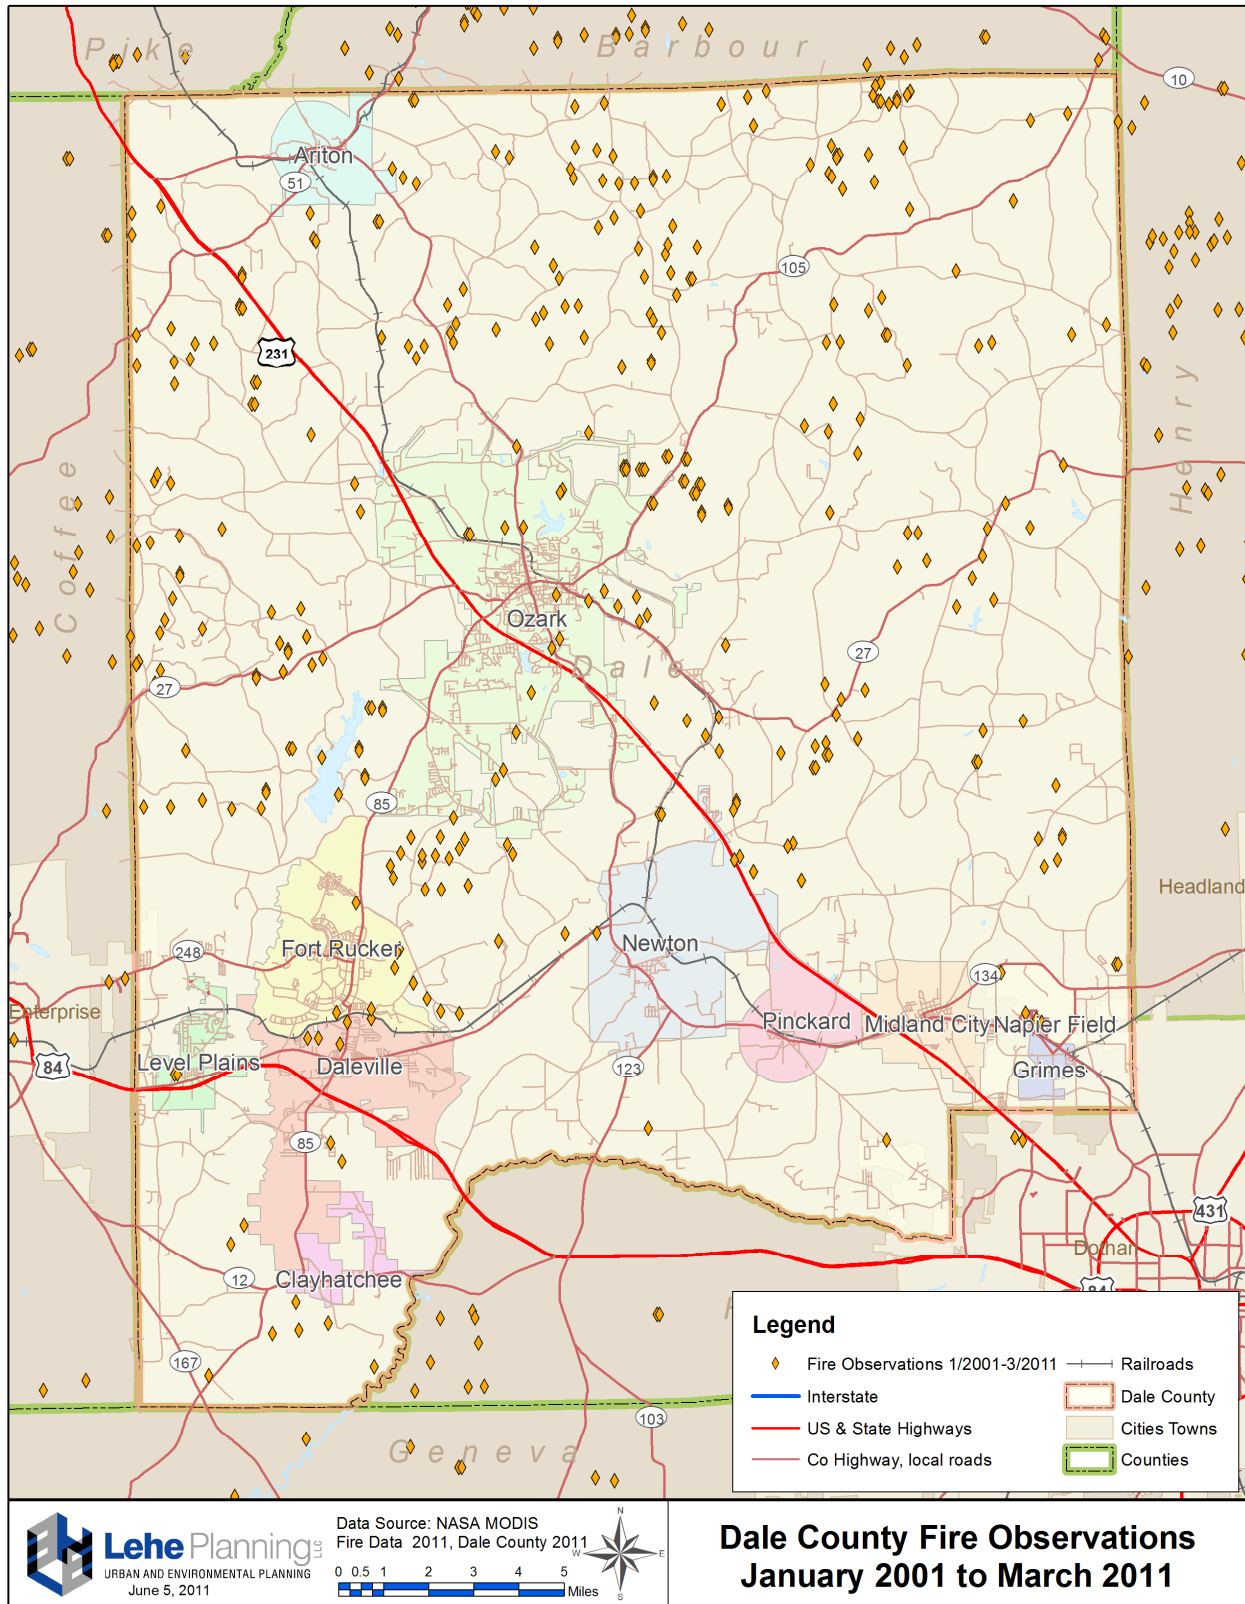 Pike
Barbour
10
Ariton
51
105
231
Henry
Coffee
Ozark
Dale
27
27
85
Headland
Fort Rucker
248
Newton
134
Enterprise
Pinckard
Midland City
Napier Field
84
Level Plains
Daleville
123
Grimes
85
431
Dothan
12
Clayhatchee
84
167
103
Geneva
Legend
Fire Observations 1/2001-3/2011
Railroads
Interstate
Dale County
US & State Highways
Cities Towns
Co Highway, local roads
Counties
Lehe Planning LLC
URBAN AND ENVIRONMENTAL PLANNING
June 5, 2011
Data Source: NASA MODIS
Fire Data 2011, Dale County 2011
0 0.5 1 2 3 4 5
Miles
N
W E
S
Dale County Fire Observations
January 2001 to March 2011